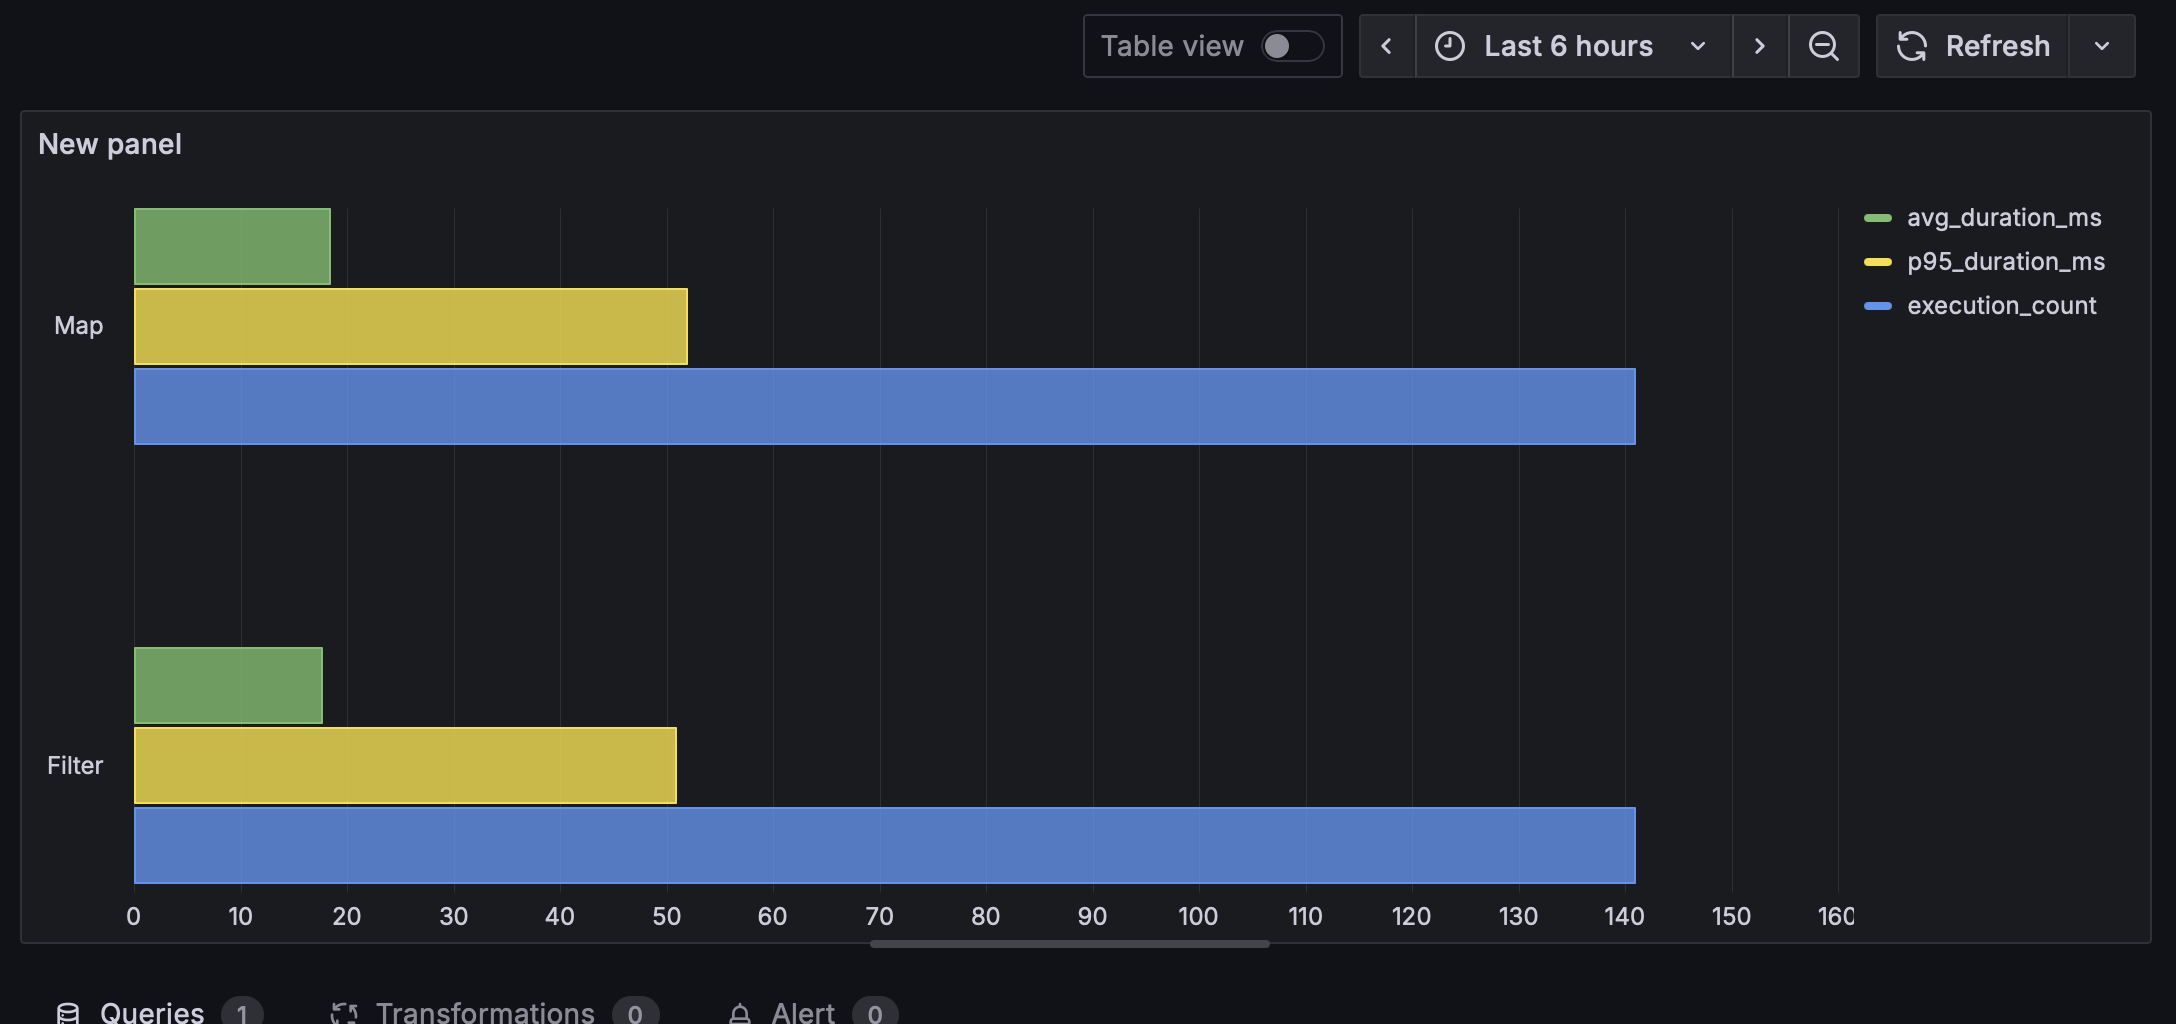 Table view
Last 6 hours
Refresh
New panel
avg_duration_ms
p95_duration_ms
execution_count
Map
Filter
0 10 20 30 40 50 60 70 80 90 100 110 120 130 140 150 160
Queries 1 Transformations 0 Alert 0